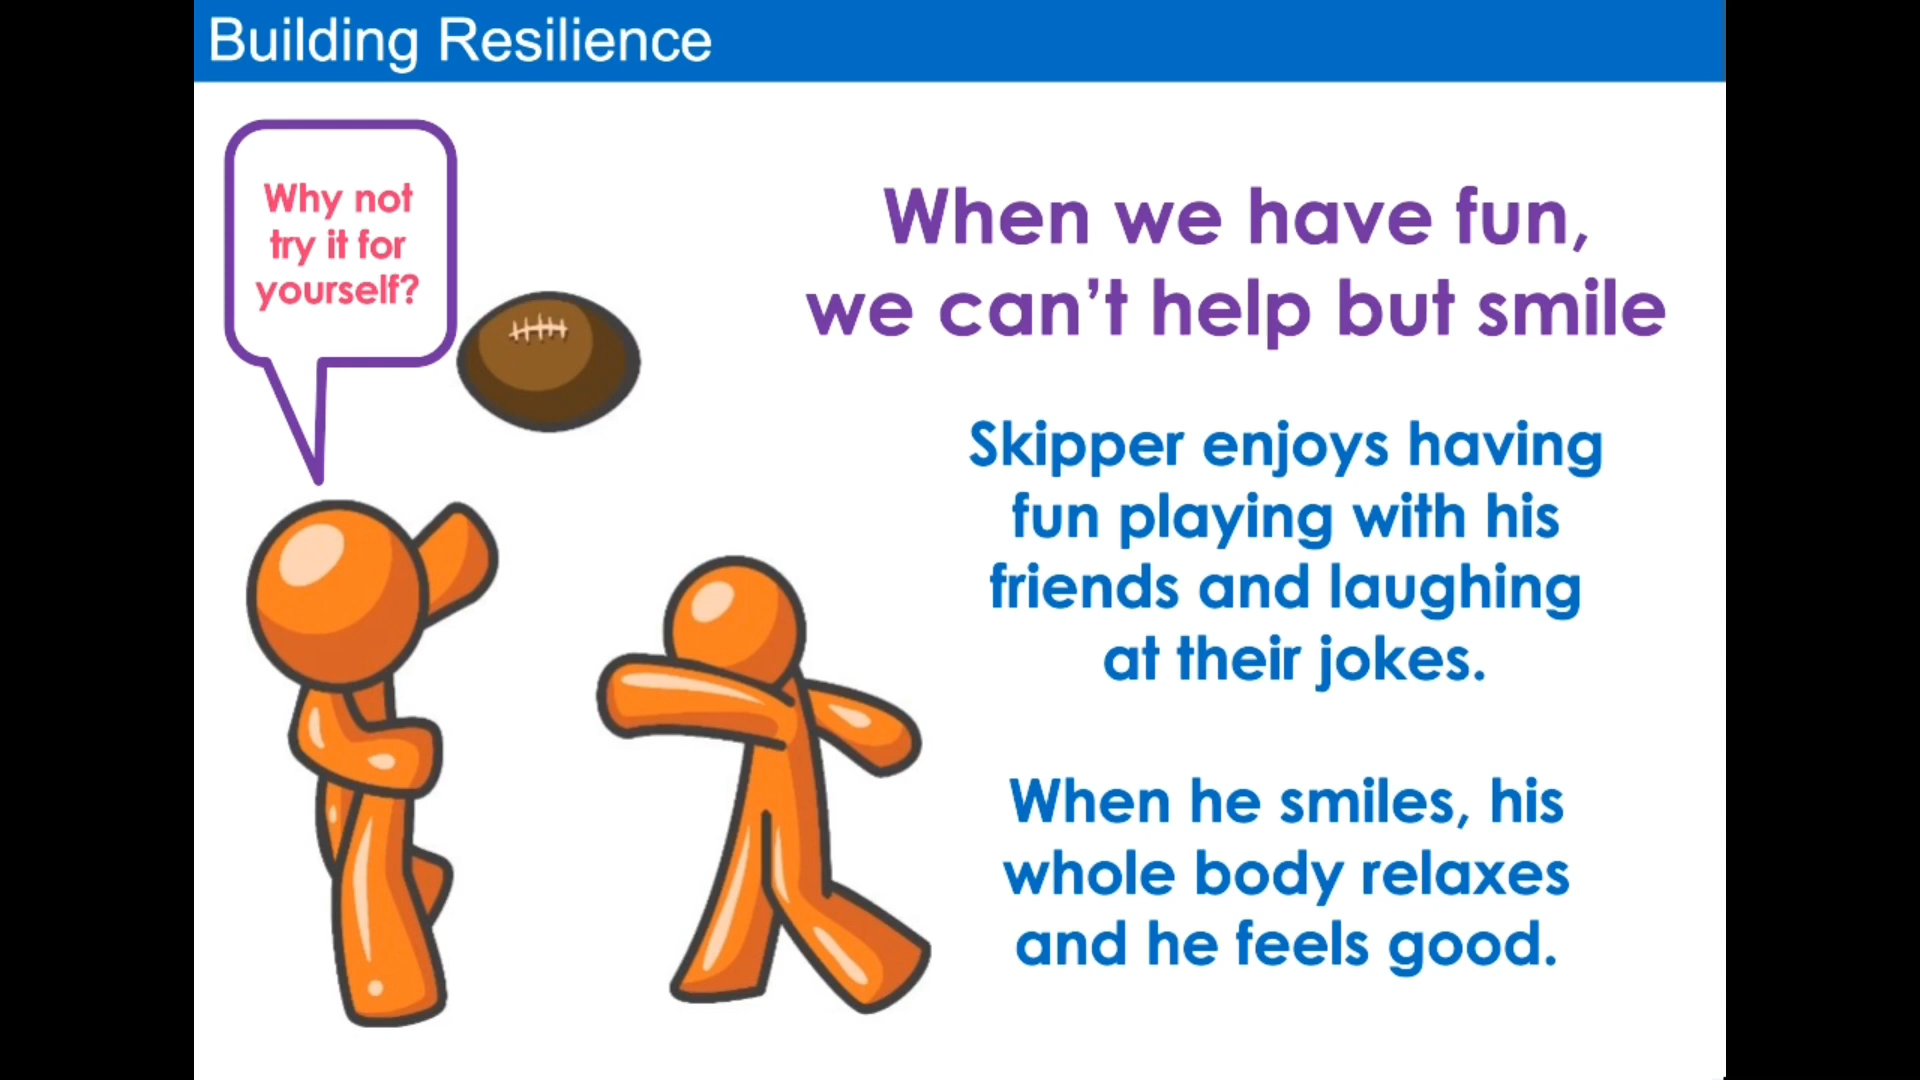 Building Resilience
Why not
try it for
yourself?
When we have fun,
we can’t help but smile
Skipper enjoys having
fun playing with his
friends and laughing
at their jokes.
When he smiles, his
whole body relaxes
and he feels good.